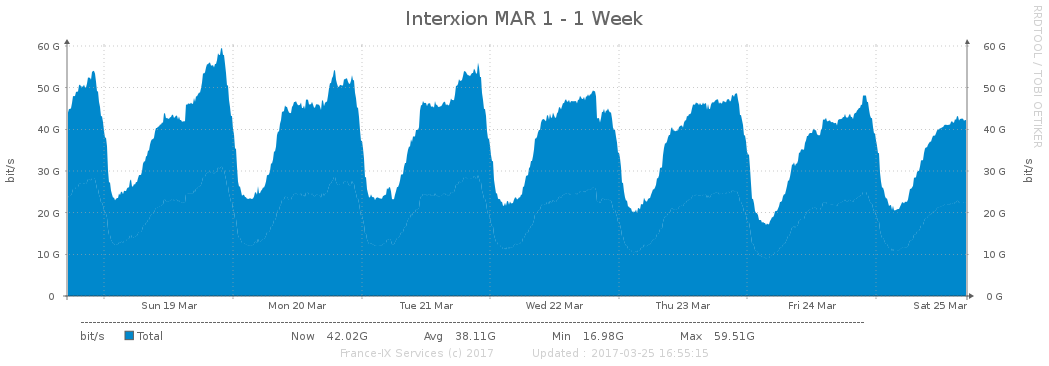 Interxion MAR 1 - 1 Week
RRDTOOL / TOBI OETIKER
60 G 60 G
50 G 50 G
40 G 40 G
30 G 30 G
20 G 20 G
10 G 10 G
0 0 G
bit/s
bit/s
Sun 19 Mar Mon 20 Mar Tue 21 Mar Wed 22 Mar Thu 23 Mar Fri 24 Mar Sat 25 Mar
bit/s Total Now 42.02G Avg 38.11G Min 16.98G Max 59.51G
France-IX Services (c) 2017 Updated : 2017-03-25 16:55:15